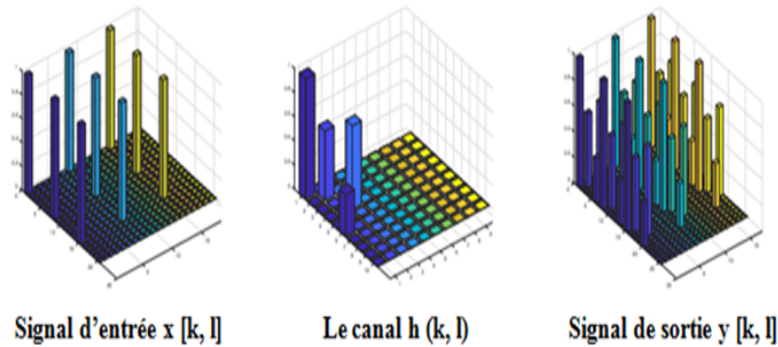 Signal d'entrée x [k, l]
Le canal h (k, l)
Signal de sortie y [k, l]